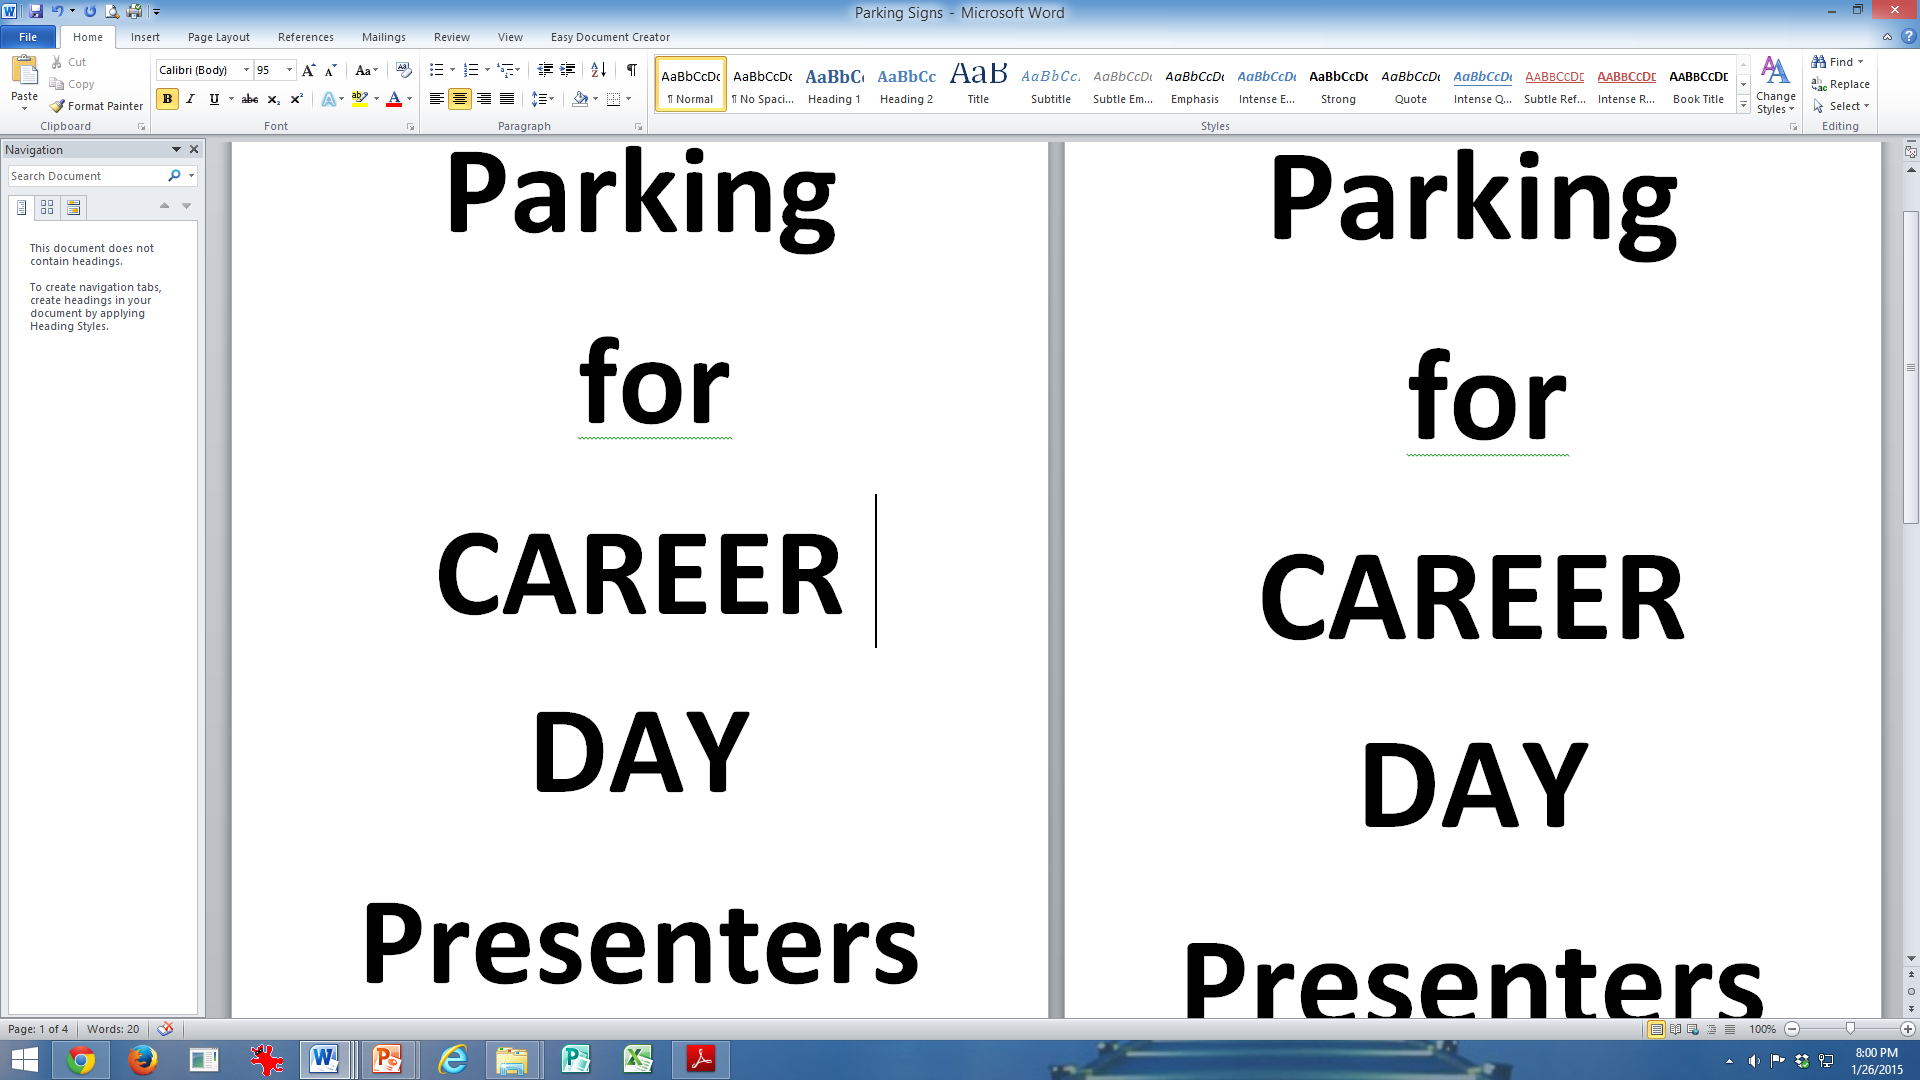 Parking Signs - Microsoft Word
File Home Insert Page Layout References Mailings Review View Easy Document Creator
Paste
Cut
Copy
Format Painter
Clipboard
Calibri (Body) 95
Font
Paragraph
AaBbCcDc AaBbCcDc AaBbCc AaBbCc AaB AaBbCc. AaBbCcDc AaBbCcDc AaBbCcDc AaBbCcDc AaBbCcDc AaBbCcDc AABBCCDE AABBCCDE AABBCCDE
¶ Normal ¶ No Spaci... Heading 1 Heading 2 Title Subtitle Subtle Em... Emphasis Intense E... Strong Quote Intense Q... Subtle Ref... Intense R... Book Title
Styles
Change Styles
Find
Replace
Select
Editing
Navigation
Search Document
This document does not
contain headings.
To create navigation tabs,
create headings in your
document by applying
Heading Styles.
Parking
for
CAREER
DAY
Presenters
Parking
for
CAREER
DAY
Presenters
Page: 1 of 4 Words: 20
100%
8:00 PM
1/26/2015